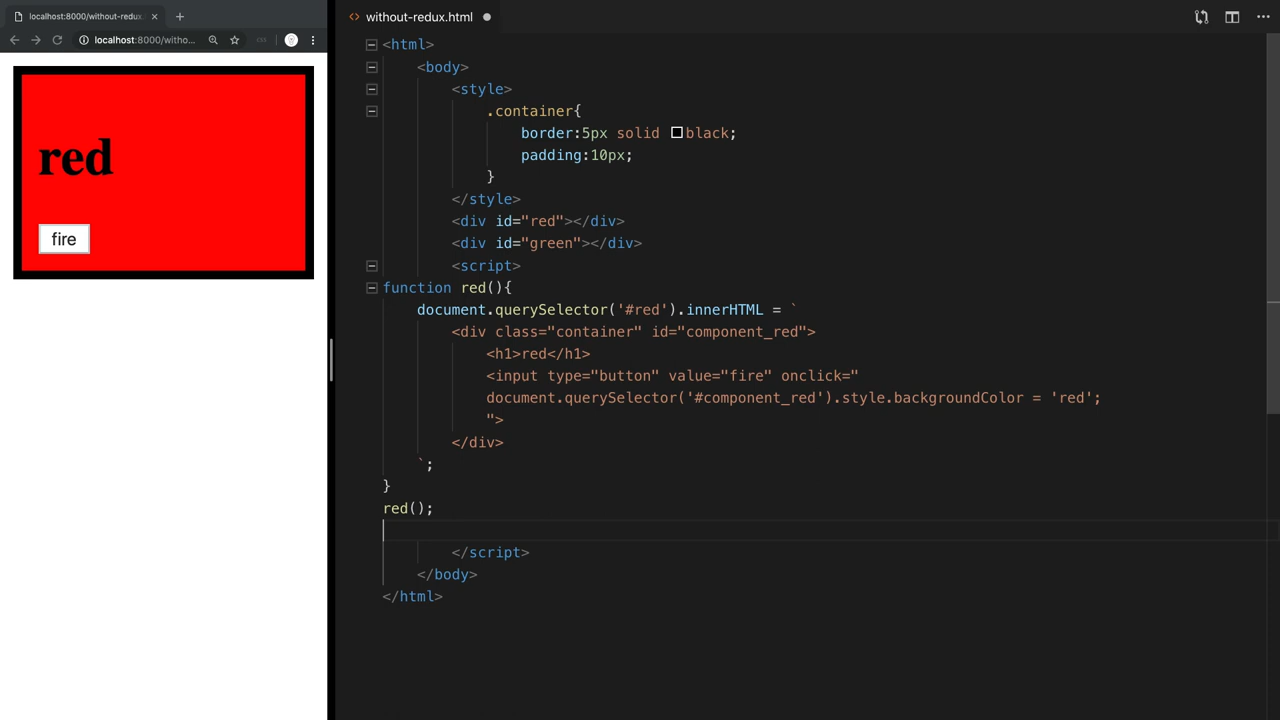 localhost:8000/without-redux.
localhost:8000/witho...
red
fire
without-redux.html
<html>
<body>
<style>
.container{
border:5px solid black;
padding:10px;
}
</style>
<div id="red"></div>
<div id="green"></div>
<script>
function red(){
document.querySelector('#red').innerHTML = `
<div class="container" id="component_red">
<h1>red</h1>
<input type="button" value="fire" onclick="
document.querySelector('#component_red').style.backgroundColor = 'red';
">
</div>
`;
}
red();
</script>
</body>
</html>